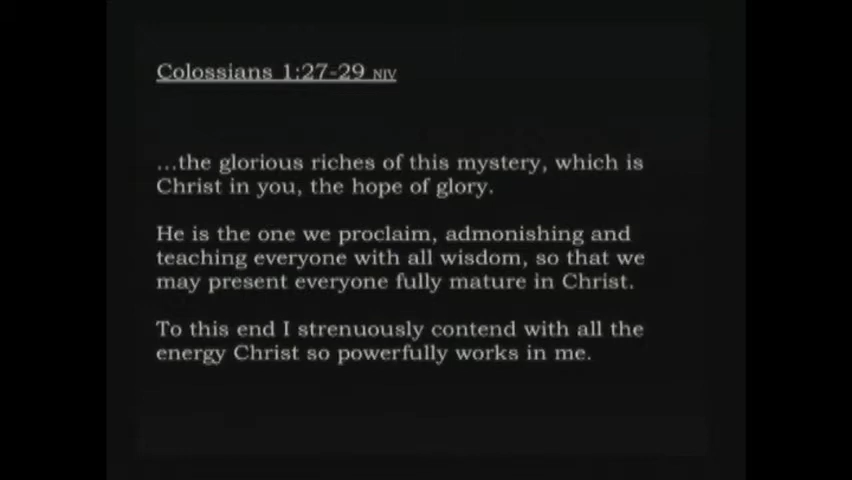 Colossians 1:27-29 NIV
...the glorious riches of this mystery, which is
Christ in you, the hope of glory.
He is the one we proclaim, admonishing and
teaching everyone with all wisdom, so that we
may present everyone fully mature in Christ.
To this end I strenuously contend with all the
energy Christ so powerfully works in me.